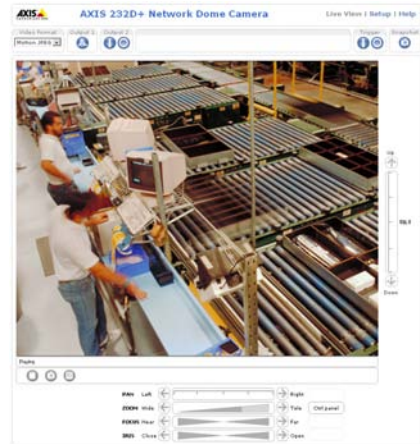 AXIS
AXIS 232D+ Network Dome Camera
Live View | Setup | Help
Video Format
Output 1
Output 2
Trigger
Snapshot
Motion JPEG
Up
TILT
Down
Playing
PAN Left Right
ZOOM Wide Tele Ctrl panel
FOCUS Near Far
IRIS Close Open